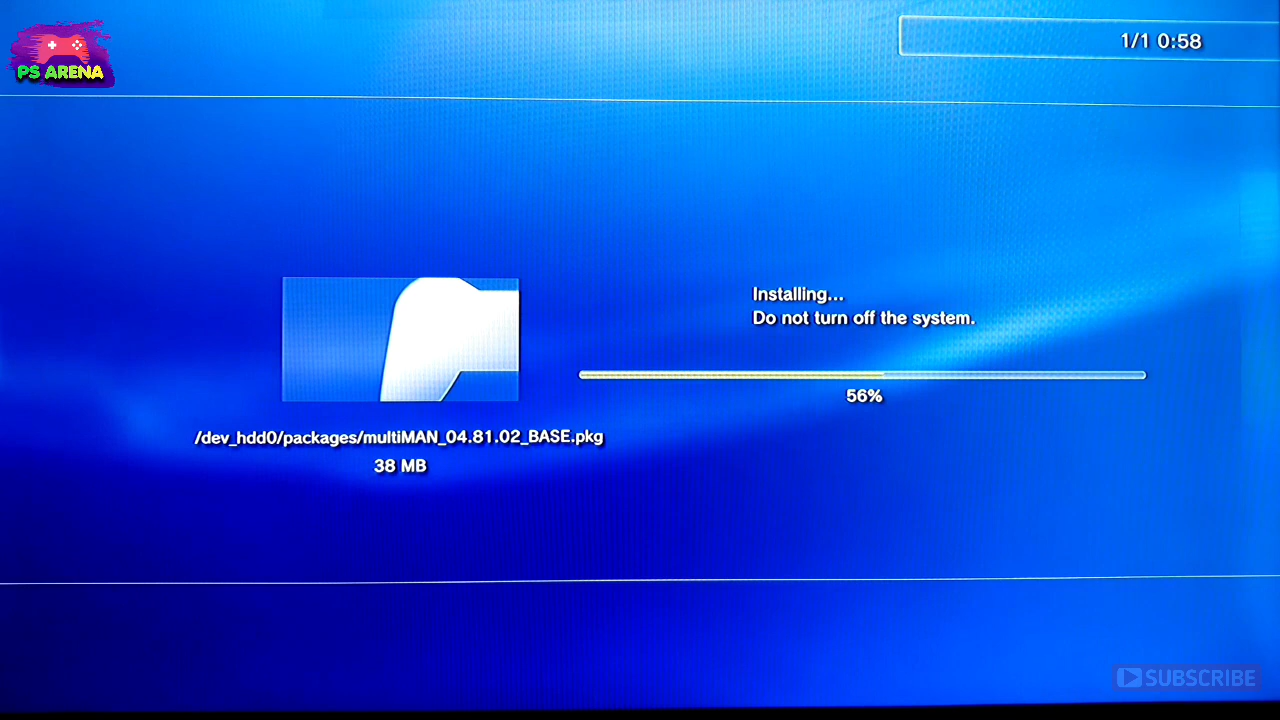 PS ARENA
1/1 0:58
Installing...
Do not turn off the system.
56%
/dev_hdd0/packages/multiMAN_04.81.02_BASE.pkg
38 MB
SUBSCRIBE